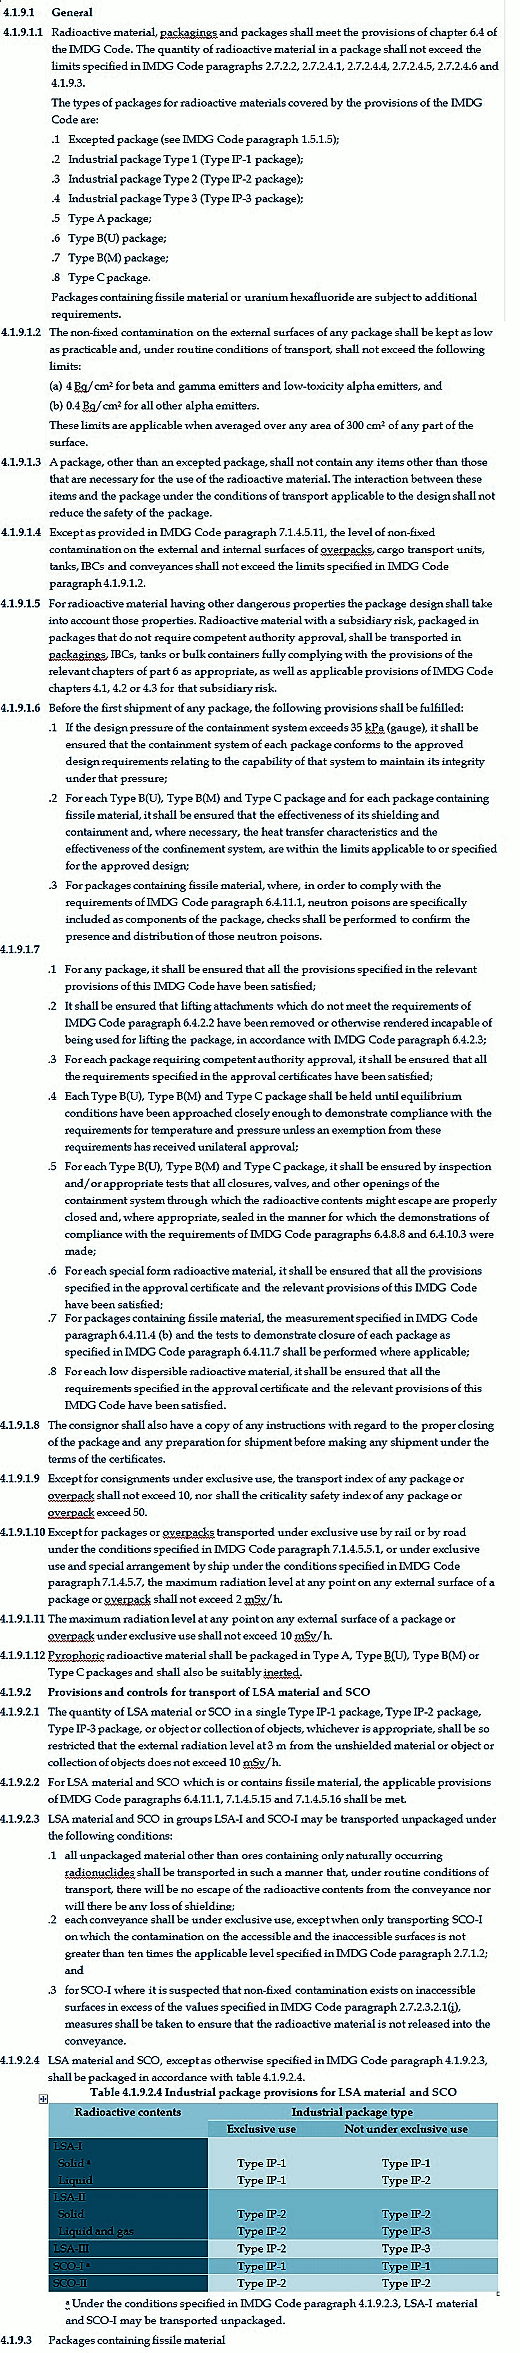 4.1.9.1 General
4.1.9.1.1 Radioactive material, packagings and packages shall meet the provisions of chapter 6.4 of
the IMDG Code. The quantity of radioactive material in a package shall not exceed the
limits specified in IMDG Code paragraphs 2.7.2.2, 2.7.2.4.1, 2.7.2.4.4, 2.7.2.4.5, 2.7.2.4.6 and
4.1.9.3.
The types of packages for radioactive materials covered by the provisions of the IMDG
Code are:
.1 Excepted package (see IMDG Code paragraph 1.5.1.5);
.2 Industrial package Type 1 (Type IP-1 package);
.3 Industrial package Type 2 (Type IP-2 package);
.4 Industrial package Type 3 (Type IP-3 package);
.5 Type A package;
.6 Type B(U) package;
.7 Type B(M) package;
.8 Type C package.
Packages containing fissile material or uranium hexafluoride are subject to additional
requirements.
4.1.9.1.2 The non-fixed contamination on the external surfaces of any package shall be kept as low
as practicable and, under routine conditions of transport, shall not exceed the following
limits:
(a) 4 Bq/cm² for beta and gamma emitters and low-toxicity alpha emitters, and
(b) 0.4 Bq/cm² for all other alpha emitters.
These limits are applicable when averaged over any area of 300 cm² of any part of the
surface.
4.1.9.1.3 A package, other than an excepted package, shall not contain any items other than those
that are necessary for the use of the radioactive material. The interaction between these
items and the package under the conditions of transport applicable to the design shall not
reduce the safety of the package.
4.1.9.1.4 Except as provided in IMDG Code paragraph 7.1.4.5.11, the level of non-fixed
contamination on the external and internal surfaces of overpacks, cargo transport units,
tanks, IBCs and conveyances shall not exceed the limits specified in IMDG Code
paragraph 4.1.9.1.2.
4.1.9.1.5 For radioactive material having other dangerous properties the package design shall take
into account those properties. Radioactive material with a subsidiary risk, packaged in
packages that do not require competent authority approval, shall be transported in
packagings, IBCs, tanks or bulk containers fully complying with the provisions of the
relevant chapters of part 6 as appropriate, as well as applicable provisions of IMDG Code
chapters 4.1, 4.2 or 4.3 for that subsidiary risk.
4.1.9.1.6 Before the first shipment of any package, the following provisions shall be fulfilled:
.1 If the design pressure of the containment system exceeds 35 kPa (gauge), it shall be
ensured that the containment system of each package conforms to the approved
design requirements relating to the capability of that system to maintain its integrity
under that pressure;
.2 For each Type B(U), Type B(M) and Type C package and for each package containing
fissile material, it shall be ensured that the effectiveness of its shielding and
containment and, where necessary, the heat transfer characteristics and the
effectiveness of the confinement system, are within the limits applicable to or specified
for the approved design;
.3 For packages containing fissile material, where, in order to comply with the
requirements of IMDG Code paragraph 6.4.11.1, neutron poisons are specifically
included as components of the package, checks shall be performed to confirm the
presence and distribution of those neutron poisons.
4.1.9.1.7
.1 For any package, it shall be ensured that all the provisions specified in the relevant
provisions of this IMDG Code have been satisfied;
.2 It shall be ensured that lifting attachments which do not meet the requirements of
IMDG Code paragraph 6.4.2.2 have been removed or otherwise rendered incapable of
being used for lifting the package, in accordance with IMDG Code paragraph 6.4.2.3;
.3 For each package requiring competent authority approval, it shall be ensured that all
the requirements specified in the approval certificates have been satisfied;
.4 Each Type B(U), Type B(M) and Type C package shall be held until equilibrium
conditions have been approached closely enough to demonstrate compliance with the
requirements for temperature and pressure unless an exemption from these
requirements has received unilateral approval;
.5 For each Type B(U), Type B(M) and Type C package, it shall be ensured by inspection
and/or appropriate tests that all closures, valves, and other openings of the
containment system through which the radioactive contents might escape are properly
closed and, where appropriate, sealed in the manner for which the demonstrations of
compliance with the requirements of IMDG Code paragraphs 6.4.8.8 and 6.4.10.3 were
made;
.6 For each special form radioactive material, it shall be ensured that all the provisions
specified in the approval certificate and the relevant provisions of this IMDG Code
have been satisfied;
.7 For packages containing fissile material, the measurement specified in IMDG Code
paragraph 6.4.11.4 (b) and the tests to demonstrate closure of each package as
specified in IMDG Code paragraph 6.4.11.7 shall be performed where applicable;
.8 For each low dispersible radioactive material, it shall be ensured that all the
requirements specified in the approval certificate and the relevant provisions of this
IMDG Code have been satisfied.
4.1.9.1.8 The consignor shall also have a copy of any instructions with regard to the proper closing
of the package and any preparation for shipment before making any shipment under the
terms of the certificates.
4.1.9.1.9 Except for consignments under exclusive use, the transport index of any package or
overpack shall not exceed 10, nor shall the criticality safety index of any package or
overpack exceed 50.
4.1.9.1.10 Except for packages or overpacks transported under exclusive use by rail or by road
under the conditions specified in IMDG Code paragraph 7.1.4.5.5.1, or under exclusive
use and special arrangement by ship under the conditions specified in IMDG Code
paragraph 7.1.4.5.7, the maximum radiation level at any point on any external surface of a
package or overpack shall not exceed 2 mSv/h.
4.1.9.1.11 The maximum radiation level at any point on any external surface of a package or
overpack under exclusive use shall not exceed 10 mSv/h.
4.1.9.1.12 Pyrophoric radioactive material shall be packaged in Type A, Type B(U), Type B(M) or
Type C packages and shall also be suitably inerted.
4.1.9.2 Provisions and controls for transport of LSA material and SCO
4.1.9.2.1 The quantity of LSA material or SCO in a single Type IP-1 package, Type IP-2 package,
Type IP-3 package, or object or collection of objects, whichever is appropriate, shall be so
restricted that the external radiation level at 3 m from the unshielded material or object or
collection of objects does not exceed 10 mSv/h.
4.1.9.2.2 For LSA material and SCO which is or contains fissile material, the applicable provisions
of IMDG Code paragraphs 6.4.11.1, 7.1.4.5.15 and 7.1.4.5.16 shall be met.
4.1.9.2.3 LSA material and SCO in groups LSA-I and SCO-I may be transported unpackaged under
the following conditions:
.1 all unpackaged material other than ores containing only naturally occurring
radionuclides shall be transported in such a manner that, under routine conditions of
transport, there will be no escape of the radioactive contents from the conveyance nor
will there be any loss of shielding;
.2 each conveyance shall be under exclusive use, except when only transporting SCO-I
on which the contamination on the accessible and the inaccessible surfaces is not
greater than ten times the applicable level specified in IMDG Code paragraph 2.7.1.2;
and
.3 for SCO-I where it is suspected that non-fixed contamination exists on inaccessible
surfaces in excess of the values specified in IMDG Code paragraph 2.7.2.3.2.1(i),
measures shall be taken to ensure that the radioactive material is not released into the
conveyance.
4.1.9.2.4 LSA material and SCO, except as otherwise specified in IMDG Code paragraph 4.1.9.2.3,
shall be packaged in accordance with table 4.1.9.2.4.
Table 4.1.9.2.4 Industrial package provisions for LSA material and SCO
Radioactive contents Industrial package type
Exclusive use Not under exclusive use
LSA-I
Solid ᵃ Type IP-1 Type IP-1
Liquid Type IP-1 Type IP-2
LSA-II
Solid Type IP-2 Type IP-2
Liquid and gas Type IP-2 Type IP-3
LSA-III Type IP-2 Type IP-3
SCO-I ᵃ Type IP-1 Type IP-1
SCO-II Type IP-2 Type IP-2
ᵃ Under the conditions specified in IMDG Code paragraph 4.1.9.2.3, LSA-I material
and SCO-I may be transported unpackaged.
4.1.9.3 Packages containing fissile material